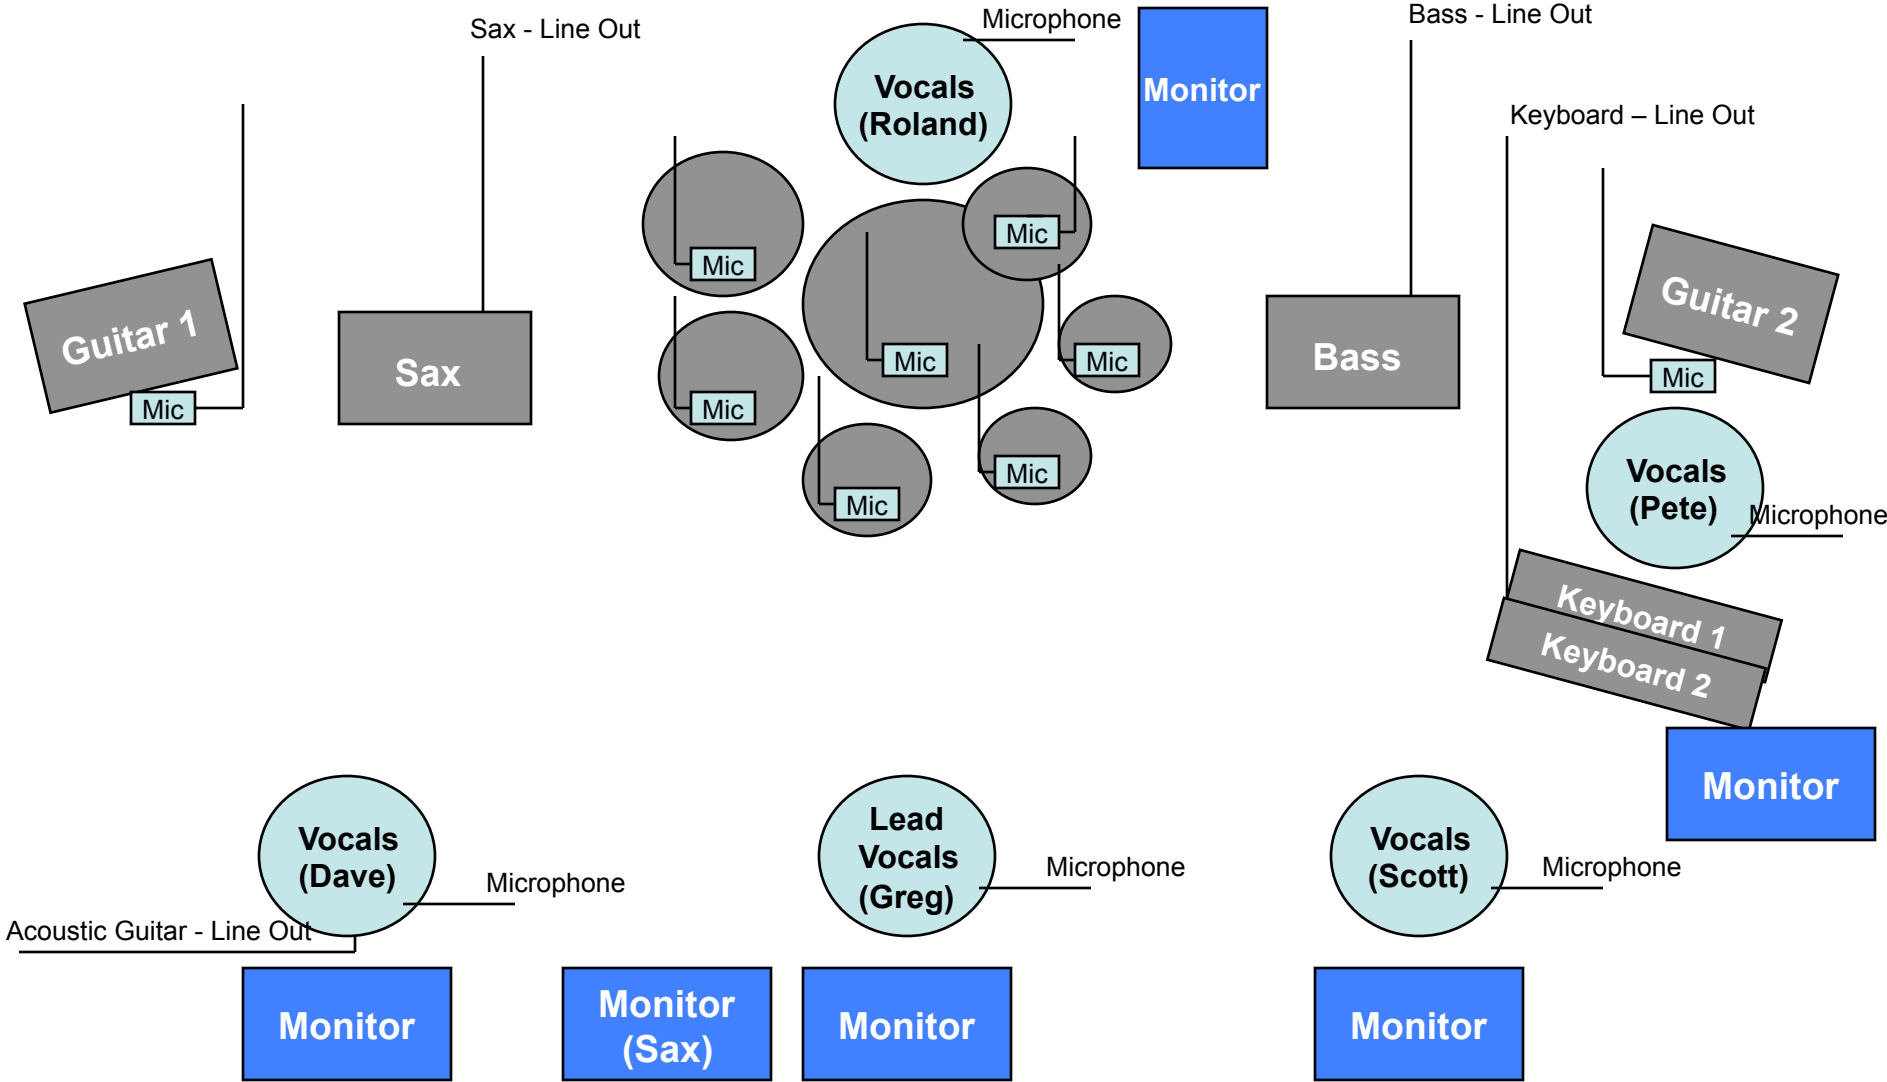 Sax - Line Out
Microphone
Bass - Line Out
Vocals
(Roland)
Monitor
Keyboard – Line Out
Mic
Mic
Guitar 1
Sax
Mic
Mic
Mic
Bass
Guitar 2
Mic
Mic
Mic
Mic
Mic
Vocals
(Pete)
Microphone
Keyboard 1
Keyboard 2
Monitor
Vocals
(Dave)
Microphone
Acoustic Guitar - Line Out
Lead
Vocals
(Greg)
Microphone
Vocals
(Scott)
Microphone
Monitor
Monitor
(Sax)
Monitor
Monitor